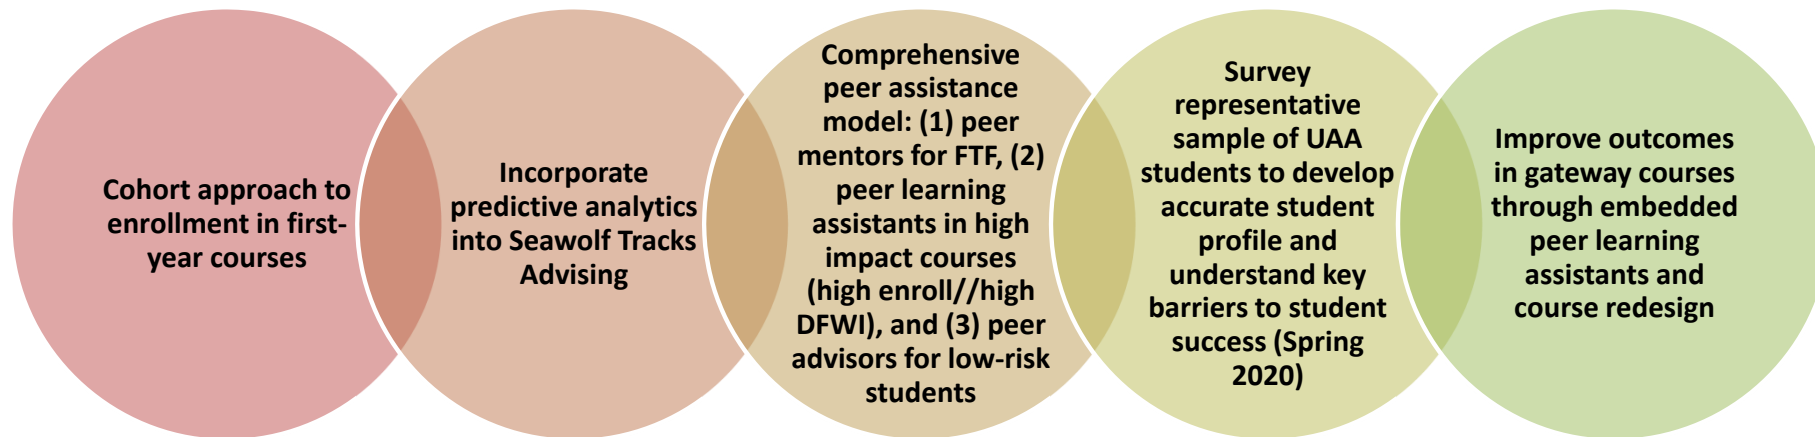 Cohort approach to
enrollment in first-
year courses
Incorporate
predictive analytics
into Seawolf Tracks
Advising
Comprehensive
peer assistance
model: (1) peer
mentors for FTF, (2)
peer learning
assistants in high
impact courses
(high enroll//high
DFWI), and (3) peer
advisors for low-risk
students
Survey
representative
sample of UAA
students to develop
accurate student
profile and
understand key
barriers to student
success (Spring
2020)
Improve outcomes
in gateway courses
through embedded
peer learning
assistants and
course redesign